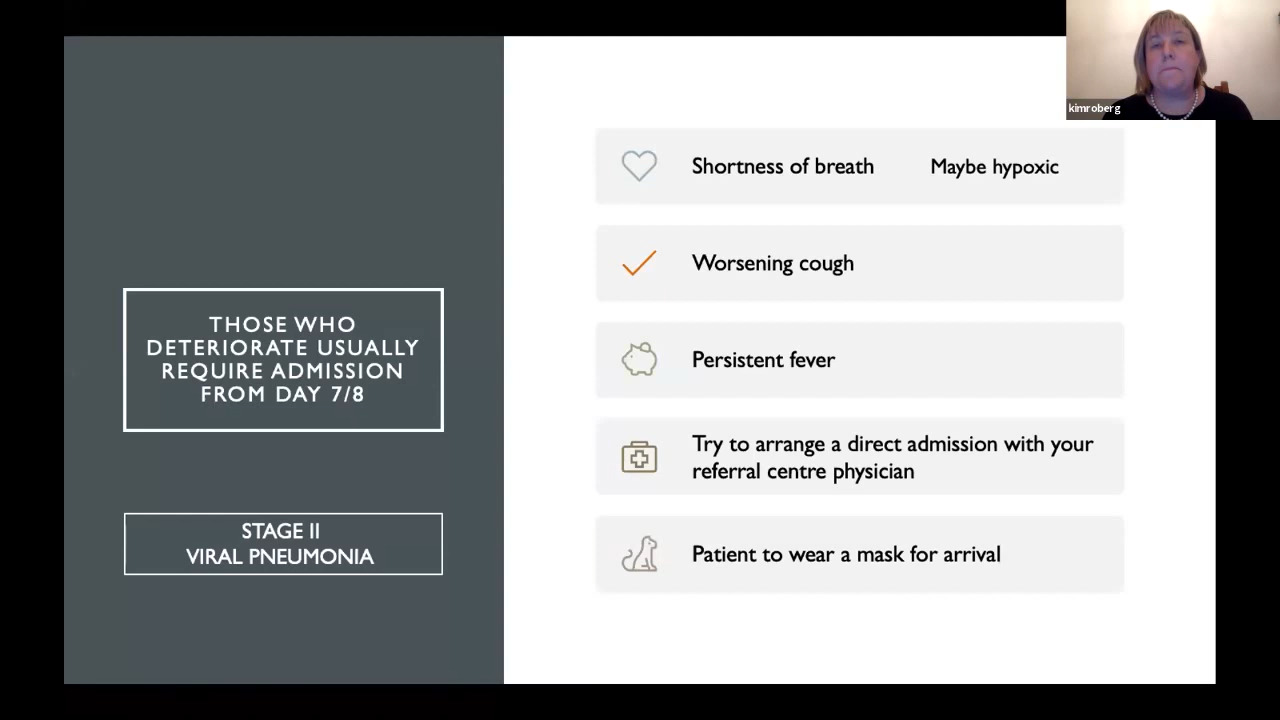 kimroberg
THOSE WHO
DETERIORATE USUALLY
REQUIRE ADMISSION
FROM DAY 7/8
STAGE II
VIRAL PNEUMONIA
Shortness of breath Maybe hypoxic
Worsening cough
Persistent fever
Try to arrange a direct admission with your
referral centre physician
Patient to wear a mask for arrival